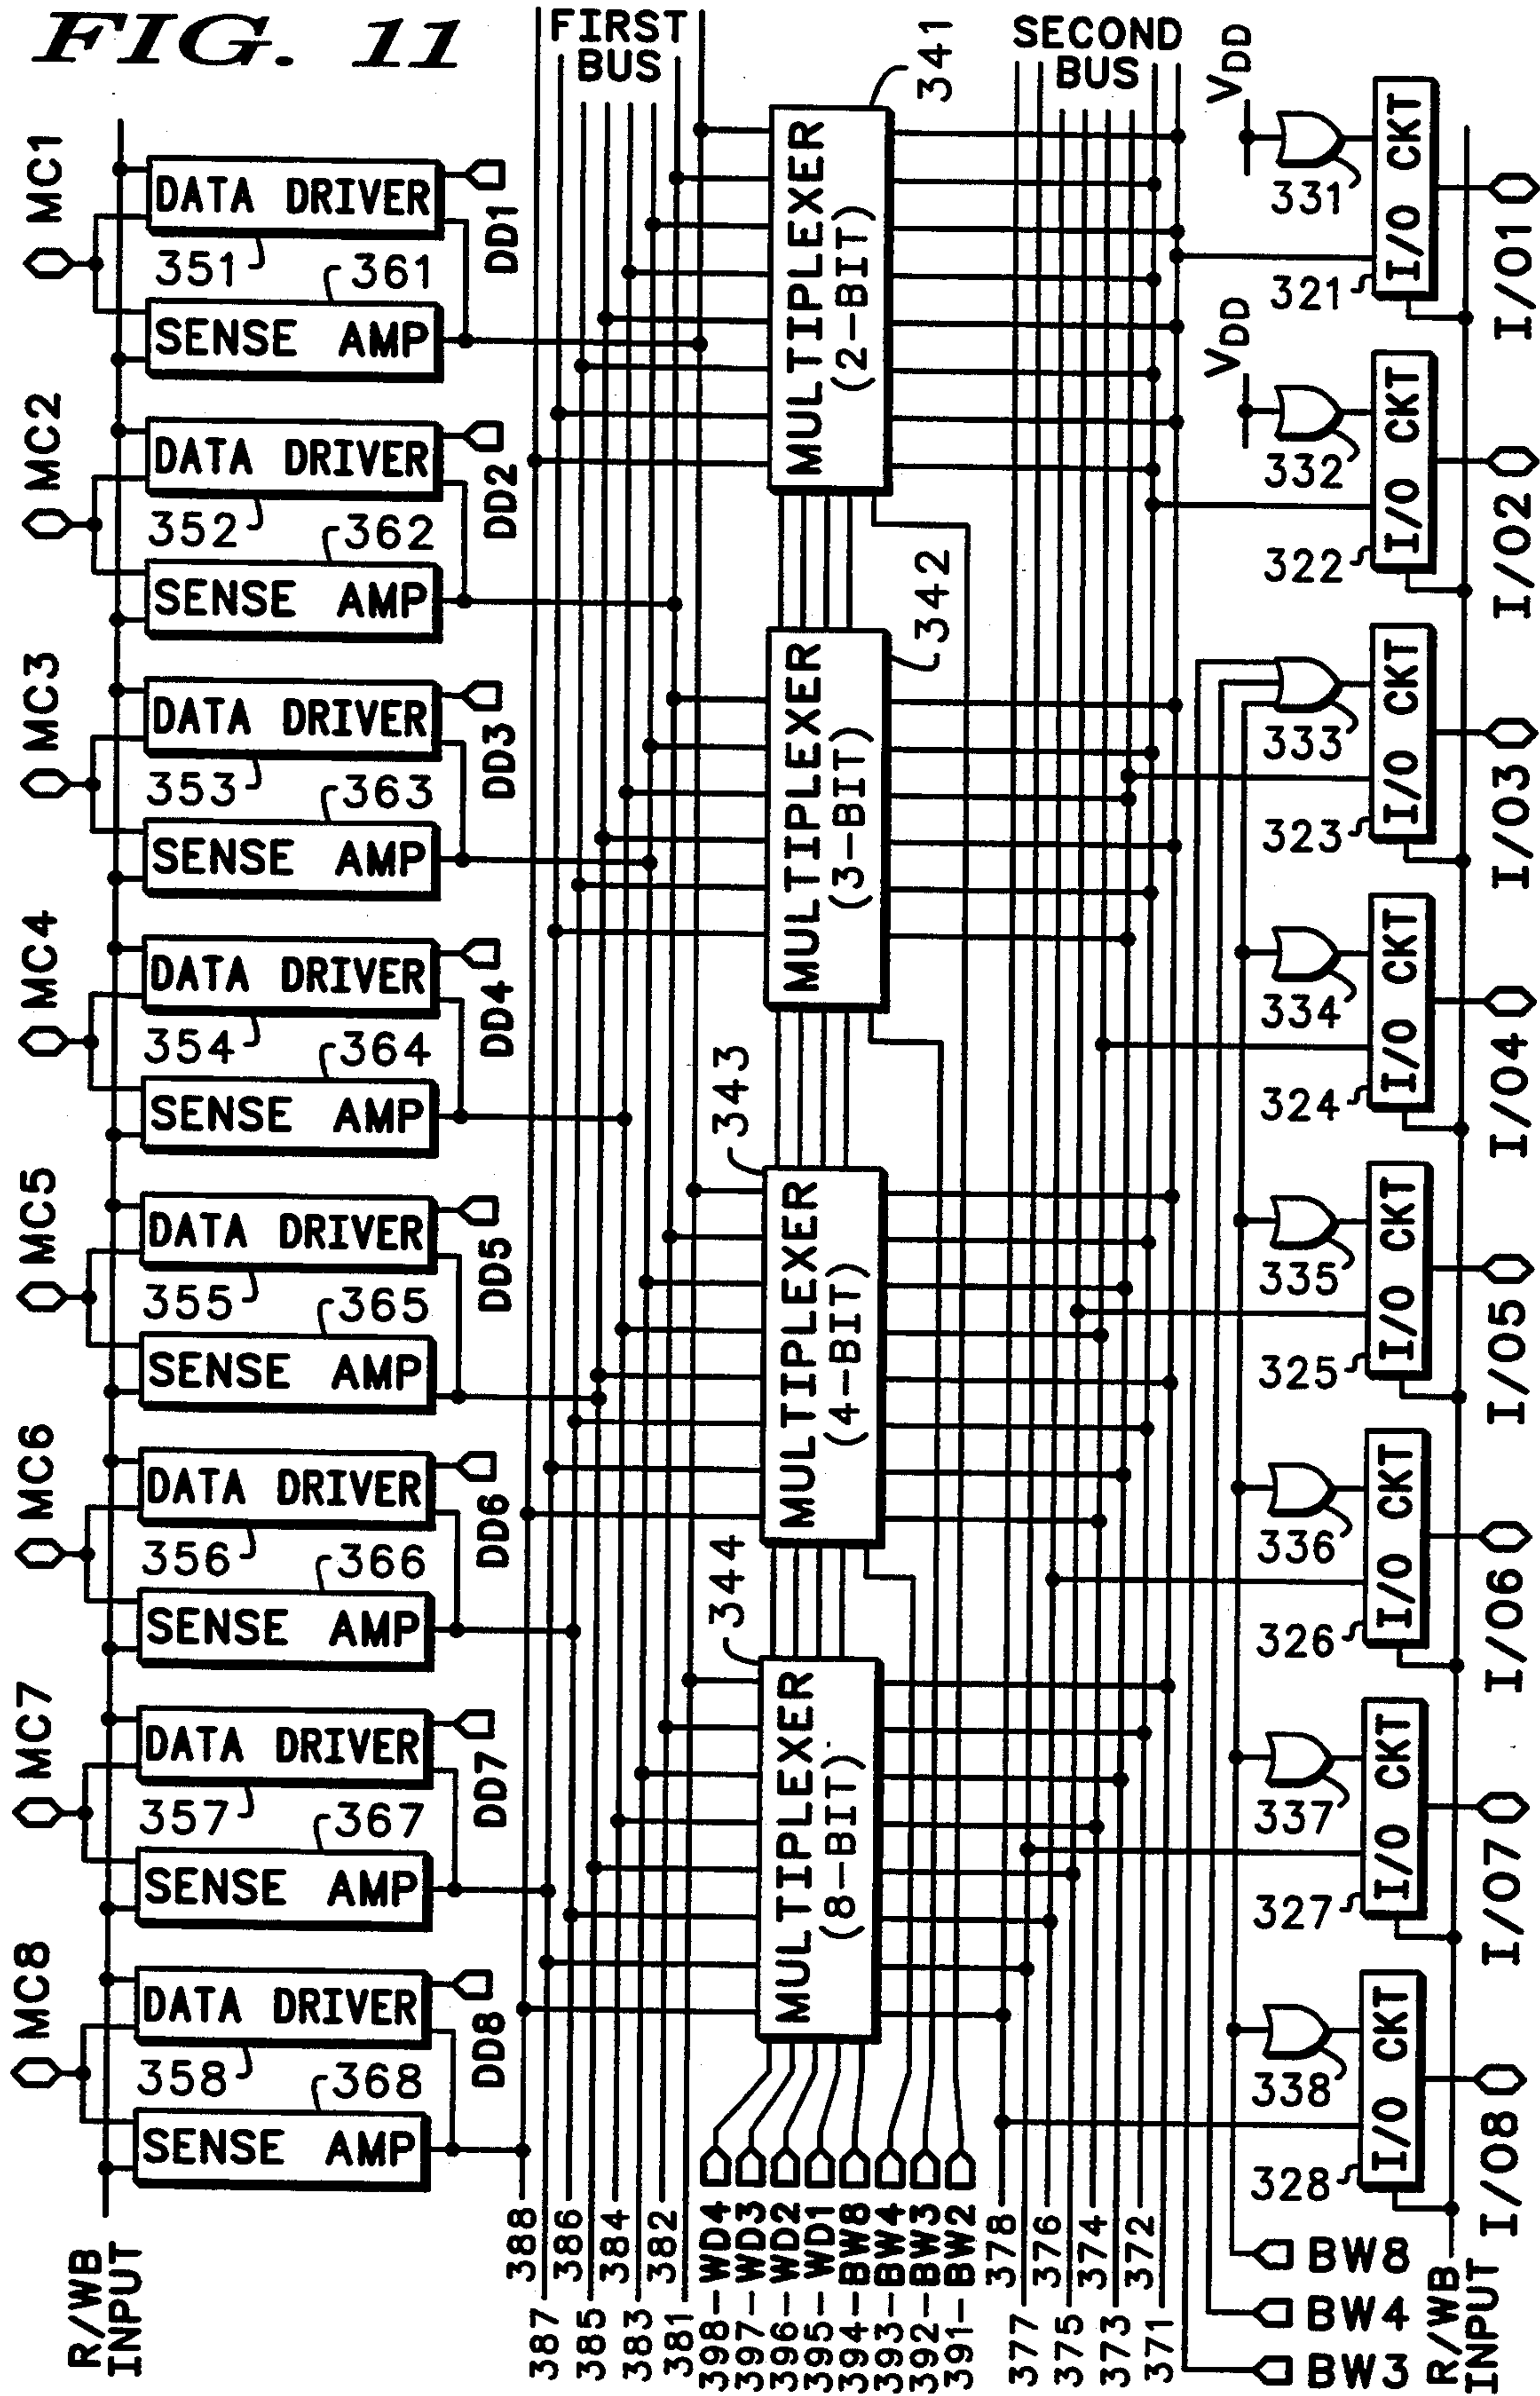 FIG. 11
FIRST
BUS
SECOND
BUS
MC1
DATA DRIVER
351
361
SENSE AMP
DD1
MC2
DATA DRIVER
352
362
SENSE AMP
DD2
MC3
DATA DRIVER
353
363
SENSE AMP
DD3
MC4
DATA DRIVER
354
364
SENSE AMP
DD4
MC5
DATA DRIVER
355
365
SENSE AMP
DD5
MC6
DATA DRIVER
356
366
SENSE AMP
DD6
MC7
DATA DRIVER
357
367
SENSE AMP
DD7
MC8
DATA DRIVER
358
368
SENSE AMP
DD8
R/WB
INPUT
341
MULTIPLEXER
(2-BIT)
342
MULTIPLEXER
(3-BIT)
343
MULTIPLEXER
(4-BIT)
344
MULTIPLEXER
(8-BIT)
388
387
386
385
384
383
382
381
398-WD4
397-WD3
396-WD2
395-WD1
394-BW8
393-BW4
392-BW3
391-BW2
378
377
376
375
374
373
372
371
VDD
331
321
I/O CKT
I/O1
VDD
332
322
I/O CKT
I/O2
333
323
I/O CKT
I/O3
334
324
I/O CKT
I/O4
335
325
I/O CKT
I/O5
336
326
I/O CKT
I/O6
337
327
I/O CKT
I/O7
338
328
I/O CKT
I/O8
BW8
BW4
BW3
R/WB
INPUT